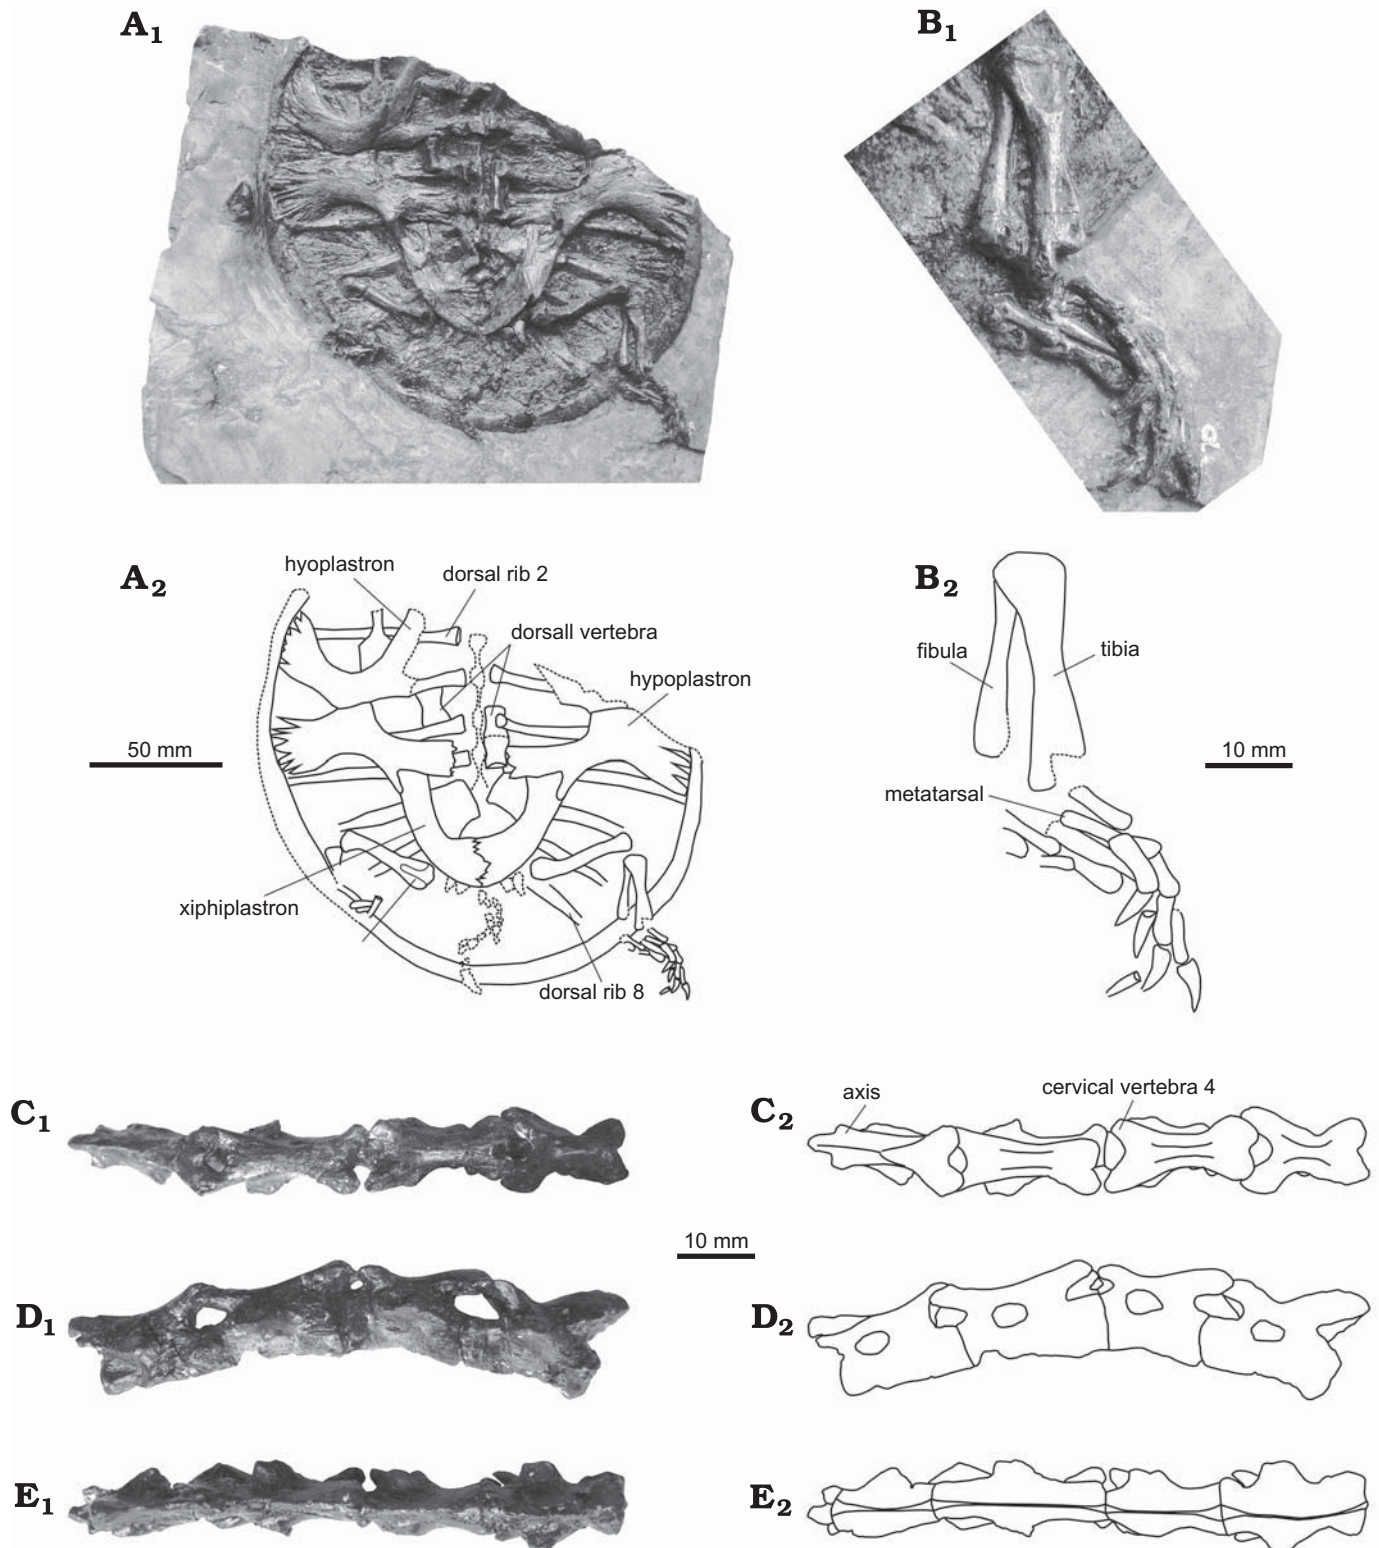 A1
B1
A2
hyoplastron
dorsal rib 2
dorsall vertebra
hypoplastron
50 mm
xiphiplastron
dorsal rib 8
B2
fibula
tibia
10 mm
metatarsal
C1
C2
axis
cervical vertebra 4
10 mm
D1
D2
E1
E2